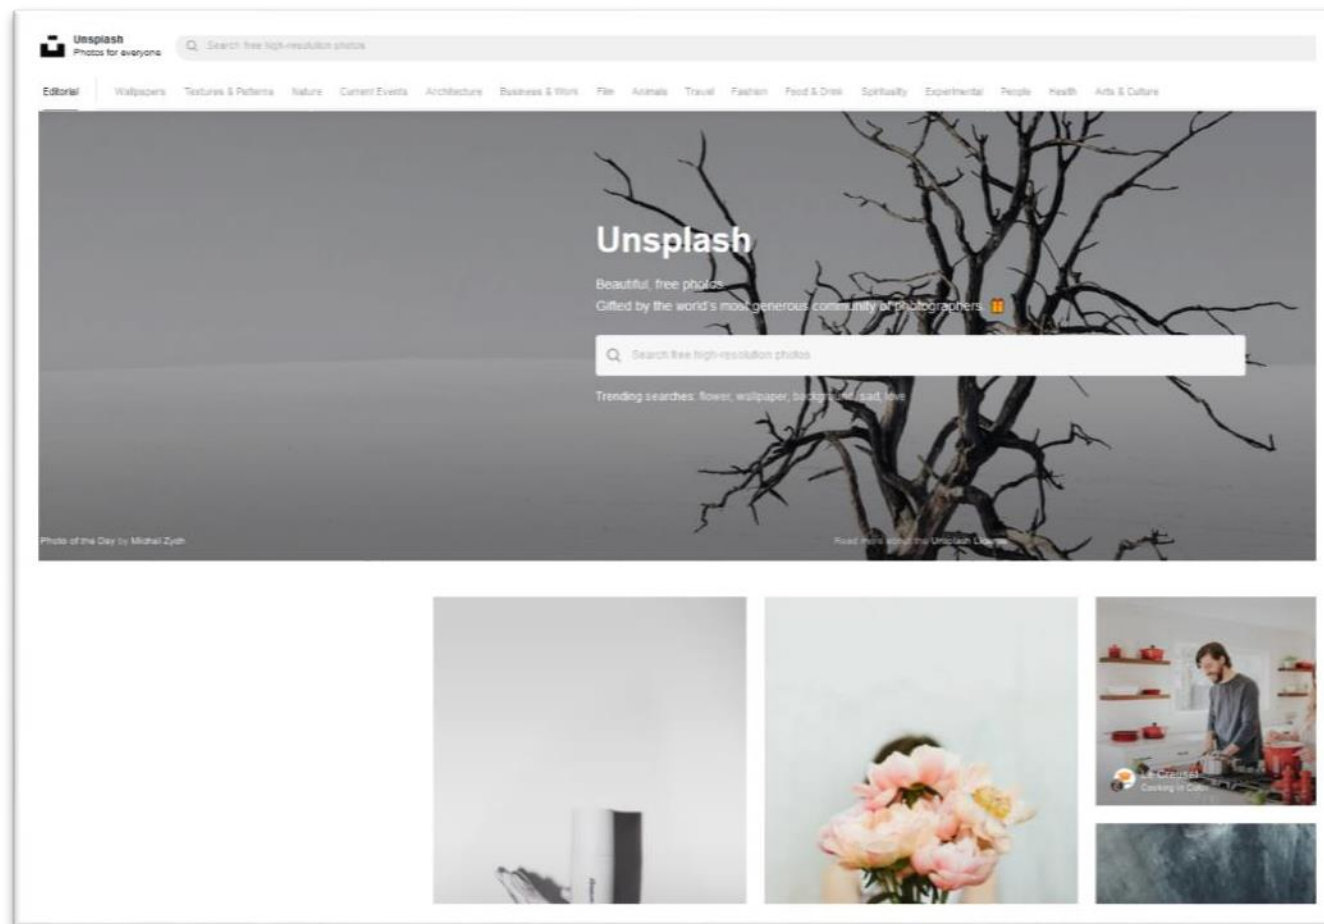 Unsplash
Photos for everyone
Search free high-resolution photos
Editorial Wallpapers Textures & Patterns Nature Current Events Architecture Business & Work Film Animals Travel Fashion Food & Drink Spirituality Experimental People Health Arts & Culture
Unsplash
Beautiful, free photos.
Gifted by the world's most generous community of photographers.
Search free high-resolution photos
Trending searches: flower, wallpaper, background, sad, love
Photo of the Day by Michał Zych
Read more about the Unsplash License
Le Creuset
Cooking in Color